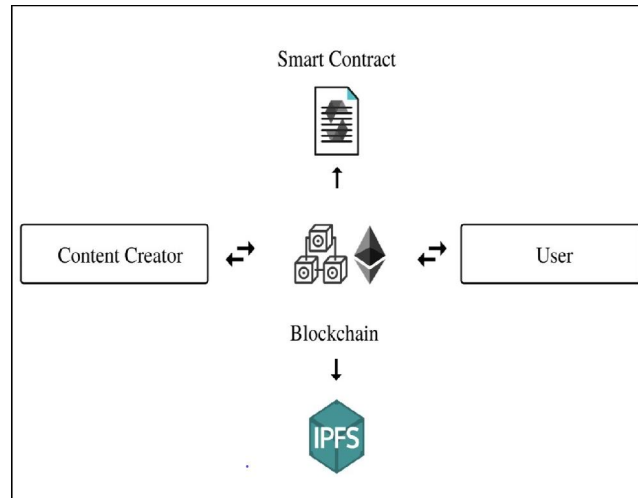 Smart Contract
Content Creator
User
Blockchain
IPFS